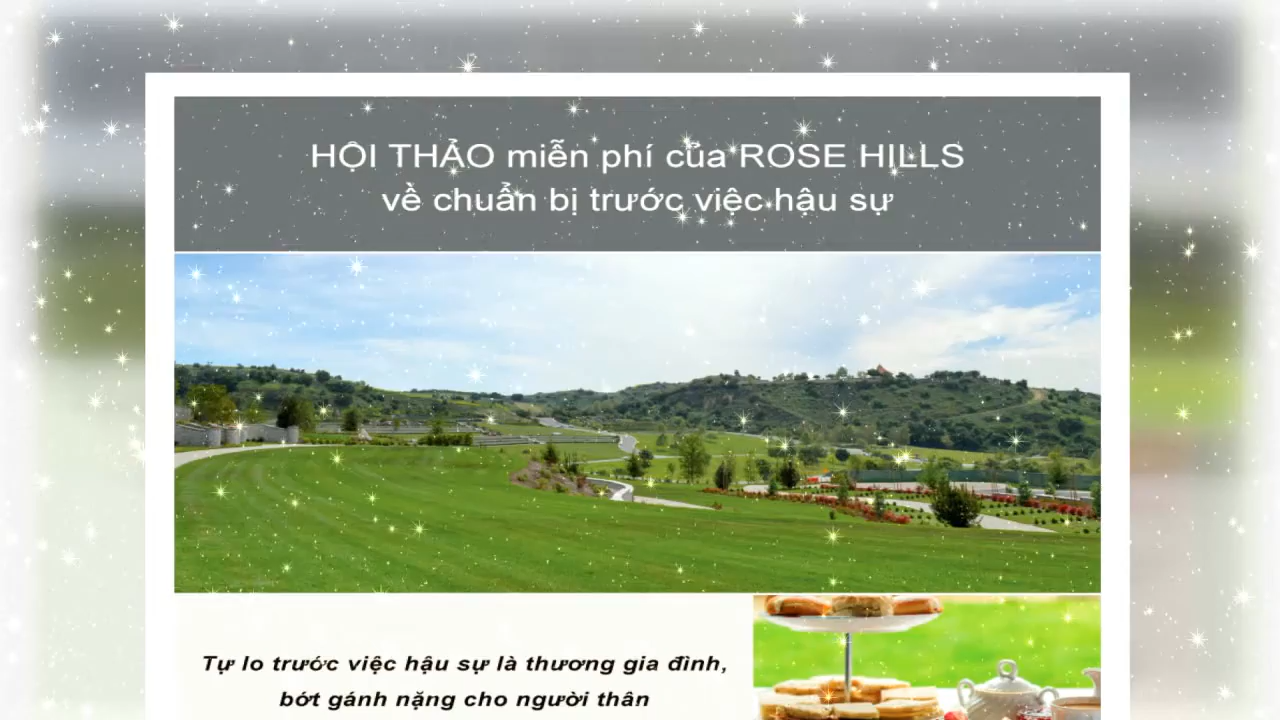 HỘI THẢO miễn phí của ROSE HILLS
về chuẩn bị trước việc hậu sự
Tự lo trước việc hậu sự là thương gia đình,
bớt gánh nặng cho người thân